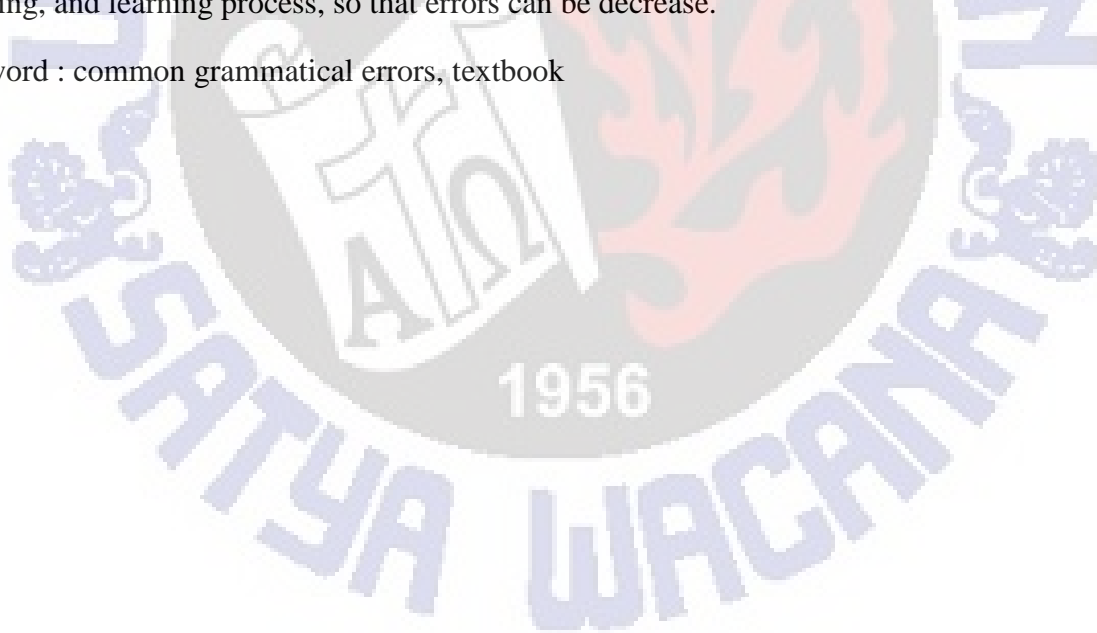 ing, and learning process, so that errors can be decrease.
word : common grammatical errors, textbook
Α Ω
1956
SATYA WACANA